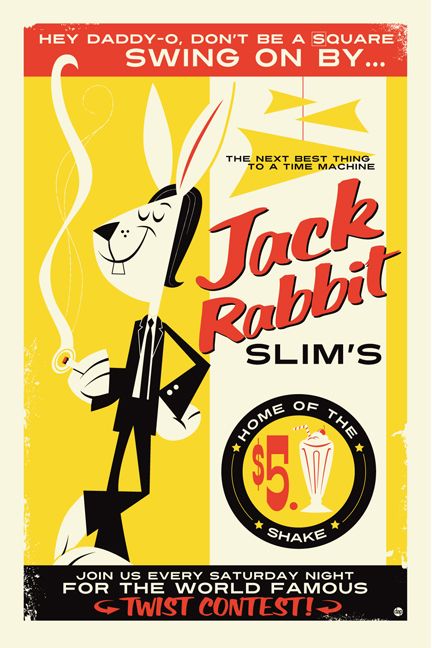 HEY DADDY-O, DON'T BE A SQUARE
SWING ON BY...
THE NEXT BEST THING
TO A TIME MACHINE
Jack
Rabbit
SLIM'S
HOME OF THE
$5.
SHAKE
JOIN US EVERY SATURDAY NIGHT
FOR THE WORLD FAMOUS
TWIST CONTEST!